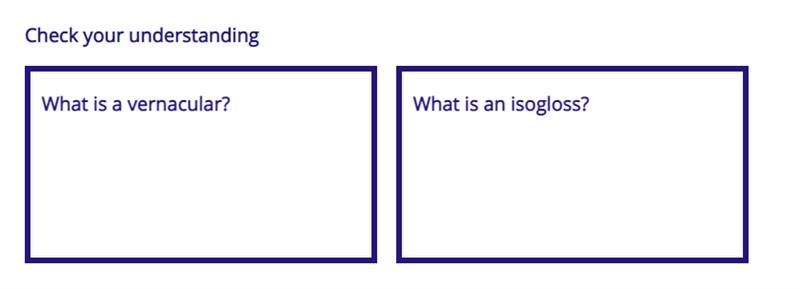 Check your understanding
What is a vernacular?
What is an isogloss?